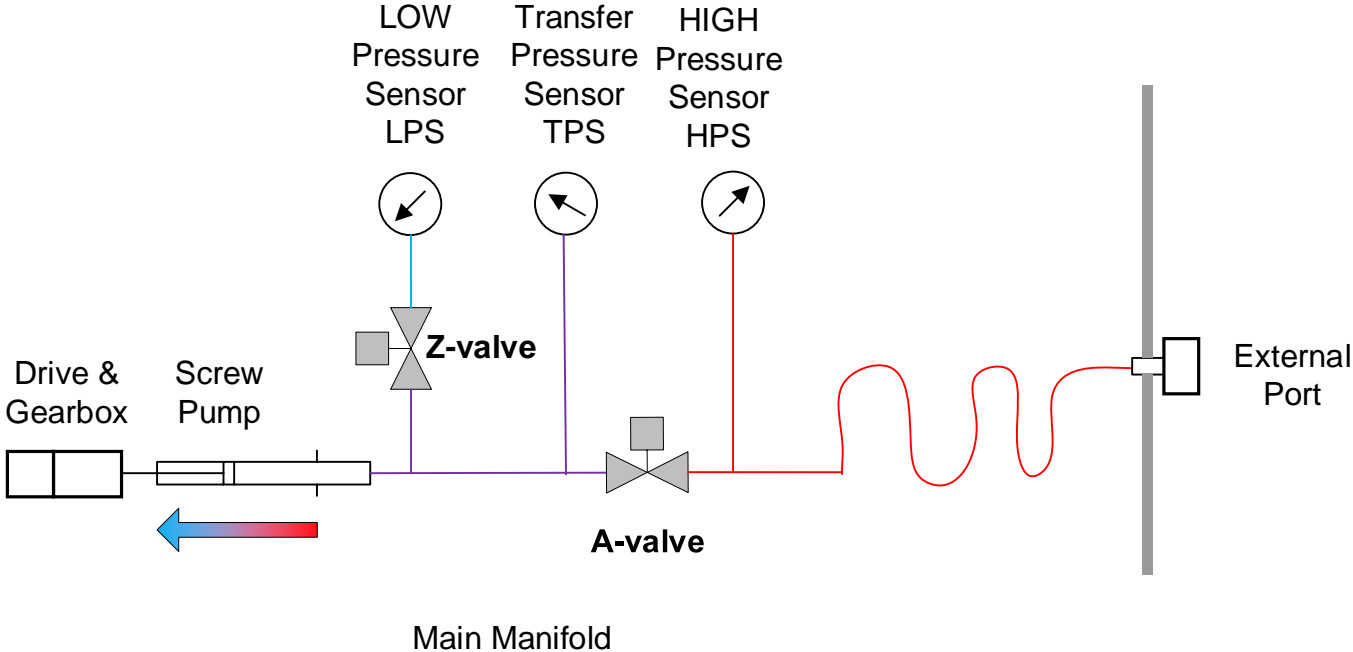 LOW
Pressure
Sensor
LPS
Transfer
Pressure
Sensor
TPS
HIGH
Pressure
Sensor
HPS
Z-valve
Drive &
Gearbox
Screw
Pump
External
Port
A-valve
Main Manifold